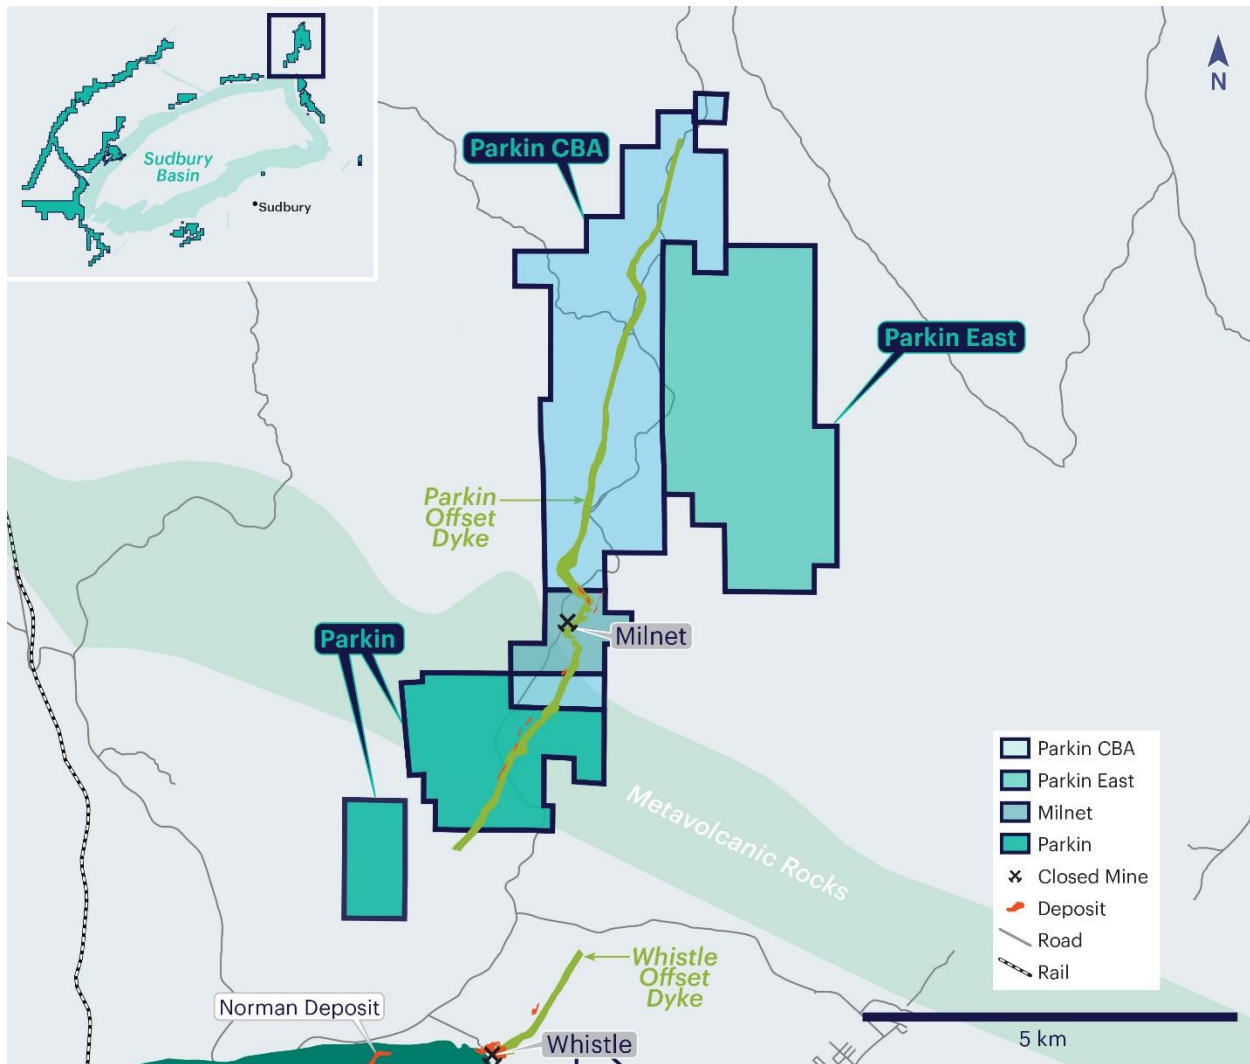 N
Sudbury
Basin
Sudbury
Parkin CBA
Parkin East
Parkin
Offset
Dyke
Milnet
Parkin
Metavolcanic Rocks
Parkin CBA
Parkin East
Milnet
Parkin
Closed Mine
Deposit
Road
Rail
Whistle
Offset
Dyke
Norman Deposit
Whistle
5 km